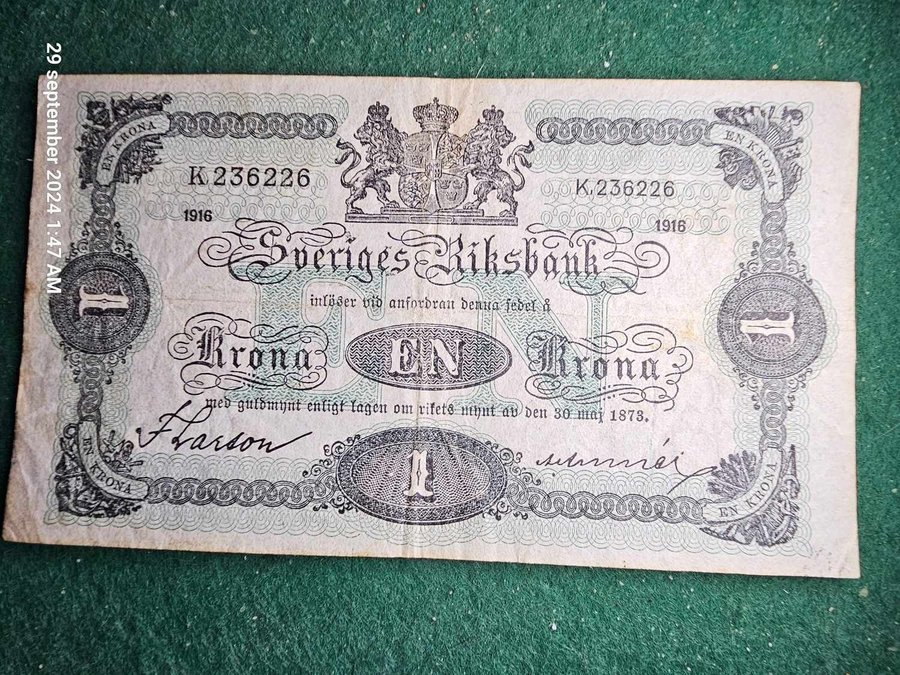 29 september 2024 1:47 AM
EN KRONA
EN KRONA
K.236226
K.236226
1916
1916
Sveriges Riksbank
inlöser vid anfordran denna sedel å
1
Krona
EN
Krona
1
EN
med guldmynt enligt lagen om rikets mynt av den 30 maj 1873.
F Larson
1
EN KRONA
EN KRONA